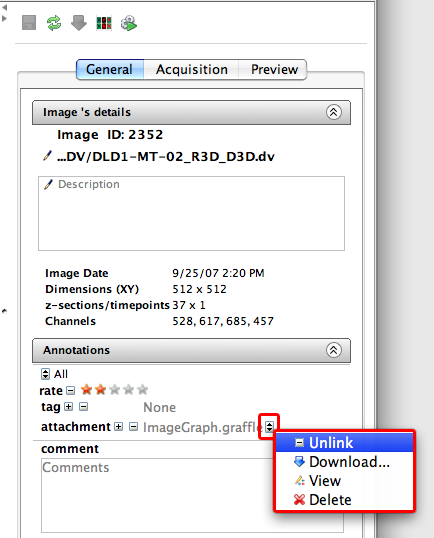 General Acquisition Preview
Image 's details
Image ID: 2352
...DV/DLD1-MT-02_R3D_D3D.dv
Description
Image Date 9/25/07 2:20 PM
Dimensions (XY) 512 x 512
z-sections/timepoints 37 x 1
Channels 528, 617, 685, 457
Annotations
All
rate
tag None
attachment ImageGraph.graffle
Unlink
Download...
View
Delete
comment
Comments